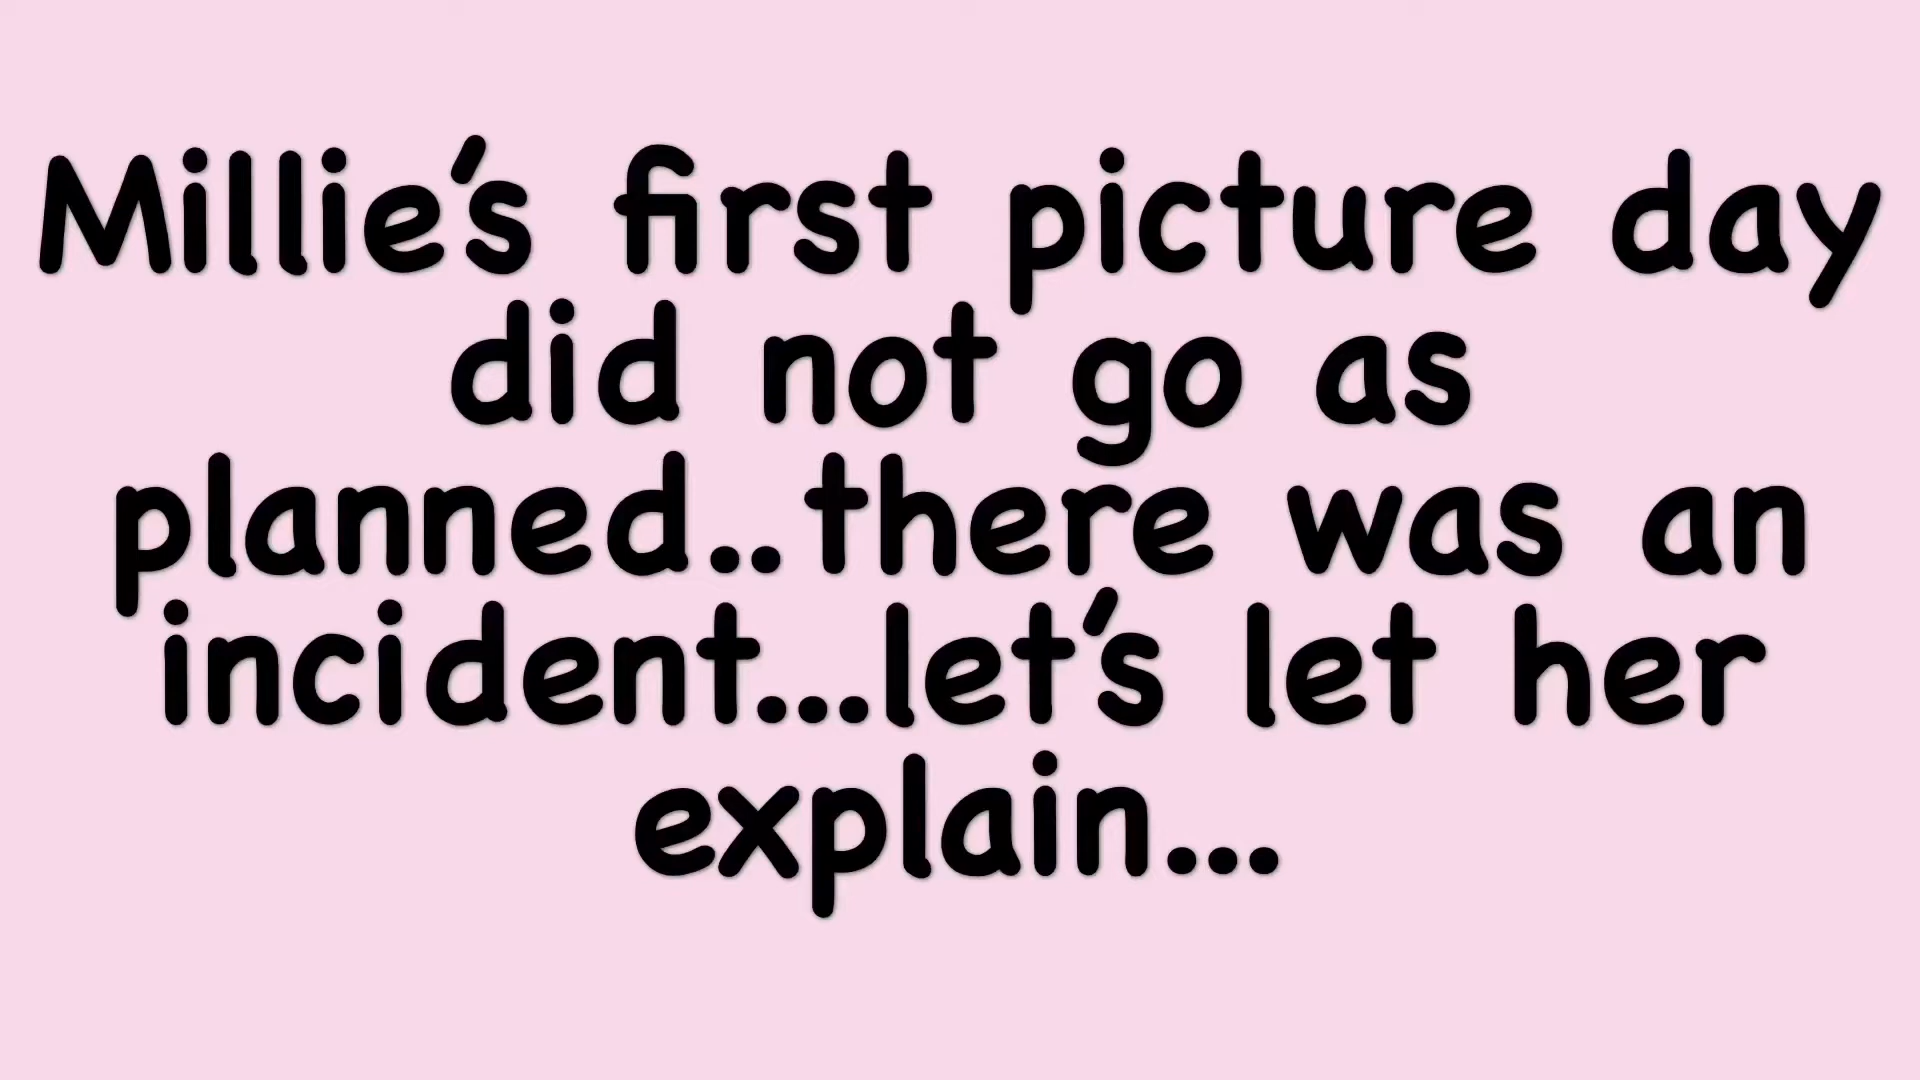 Millie's first picture day
did not go as
planned..there was an
incident...let's let her
explain...